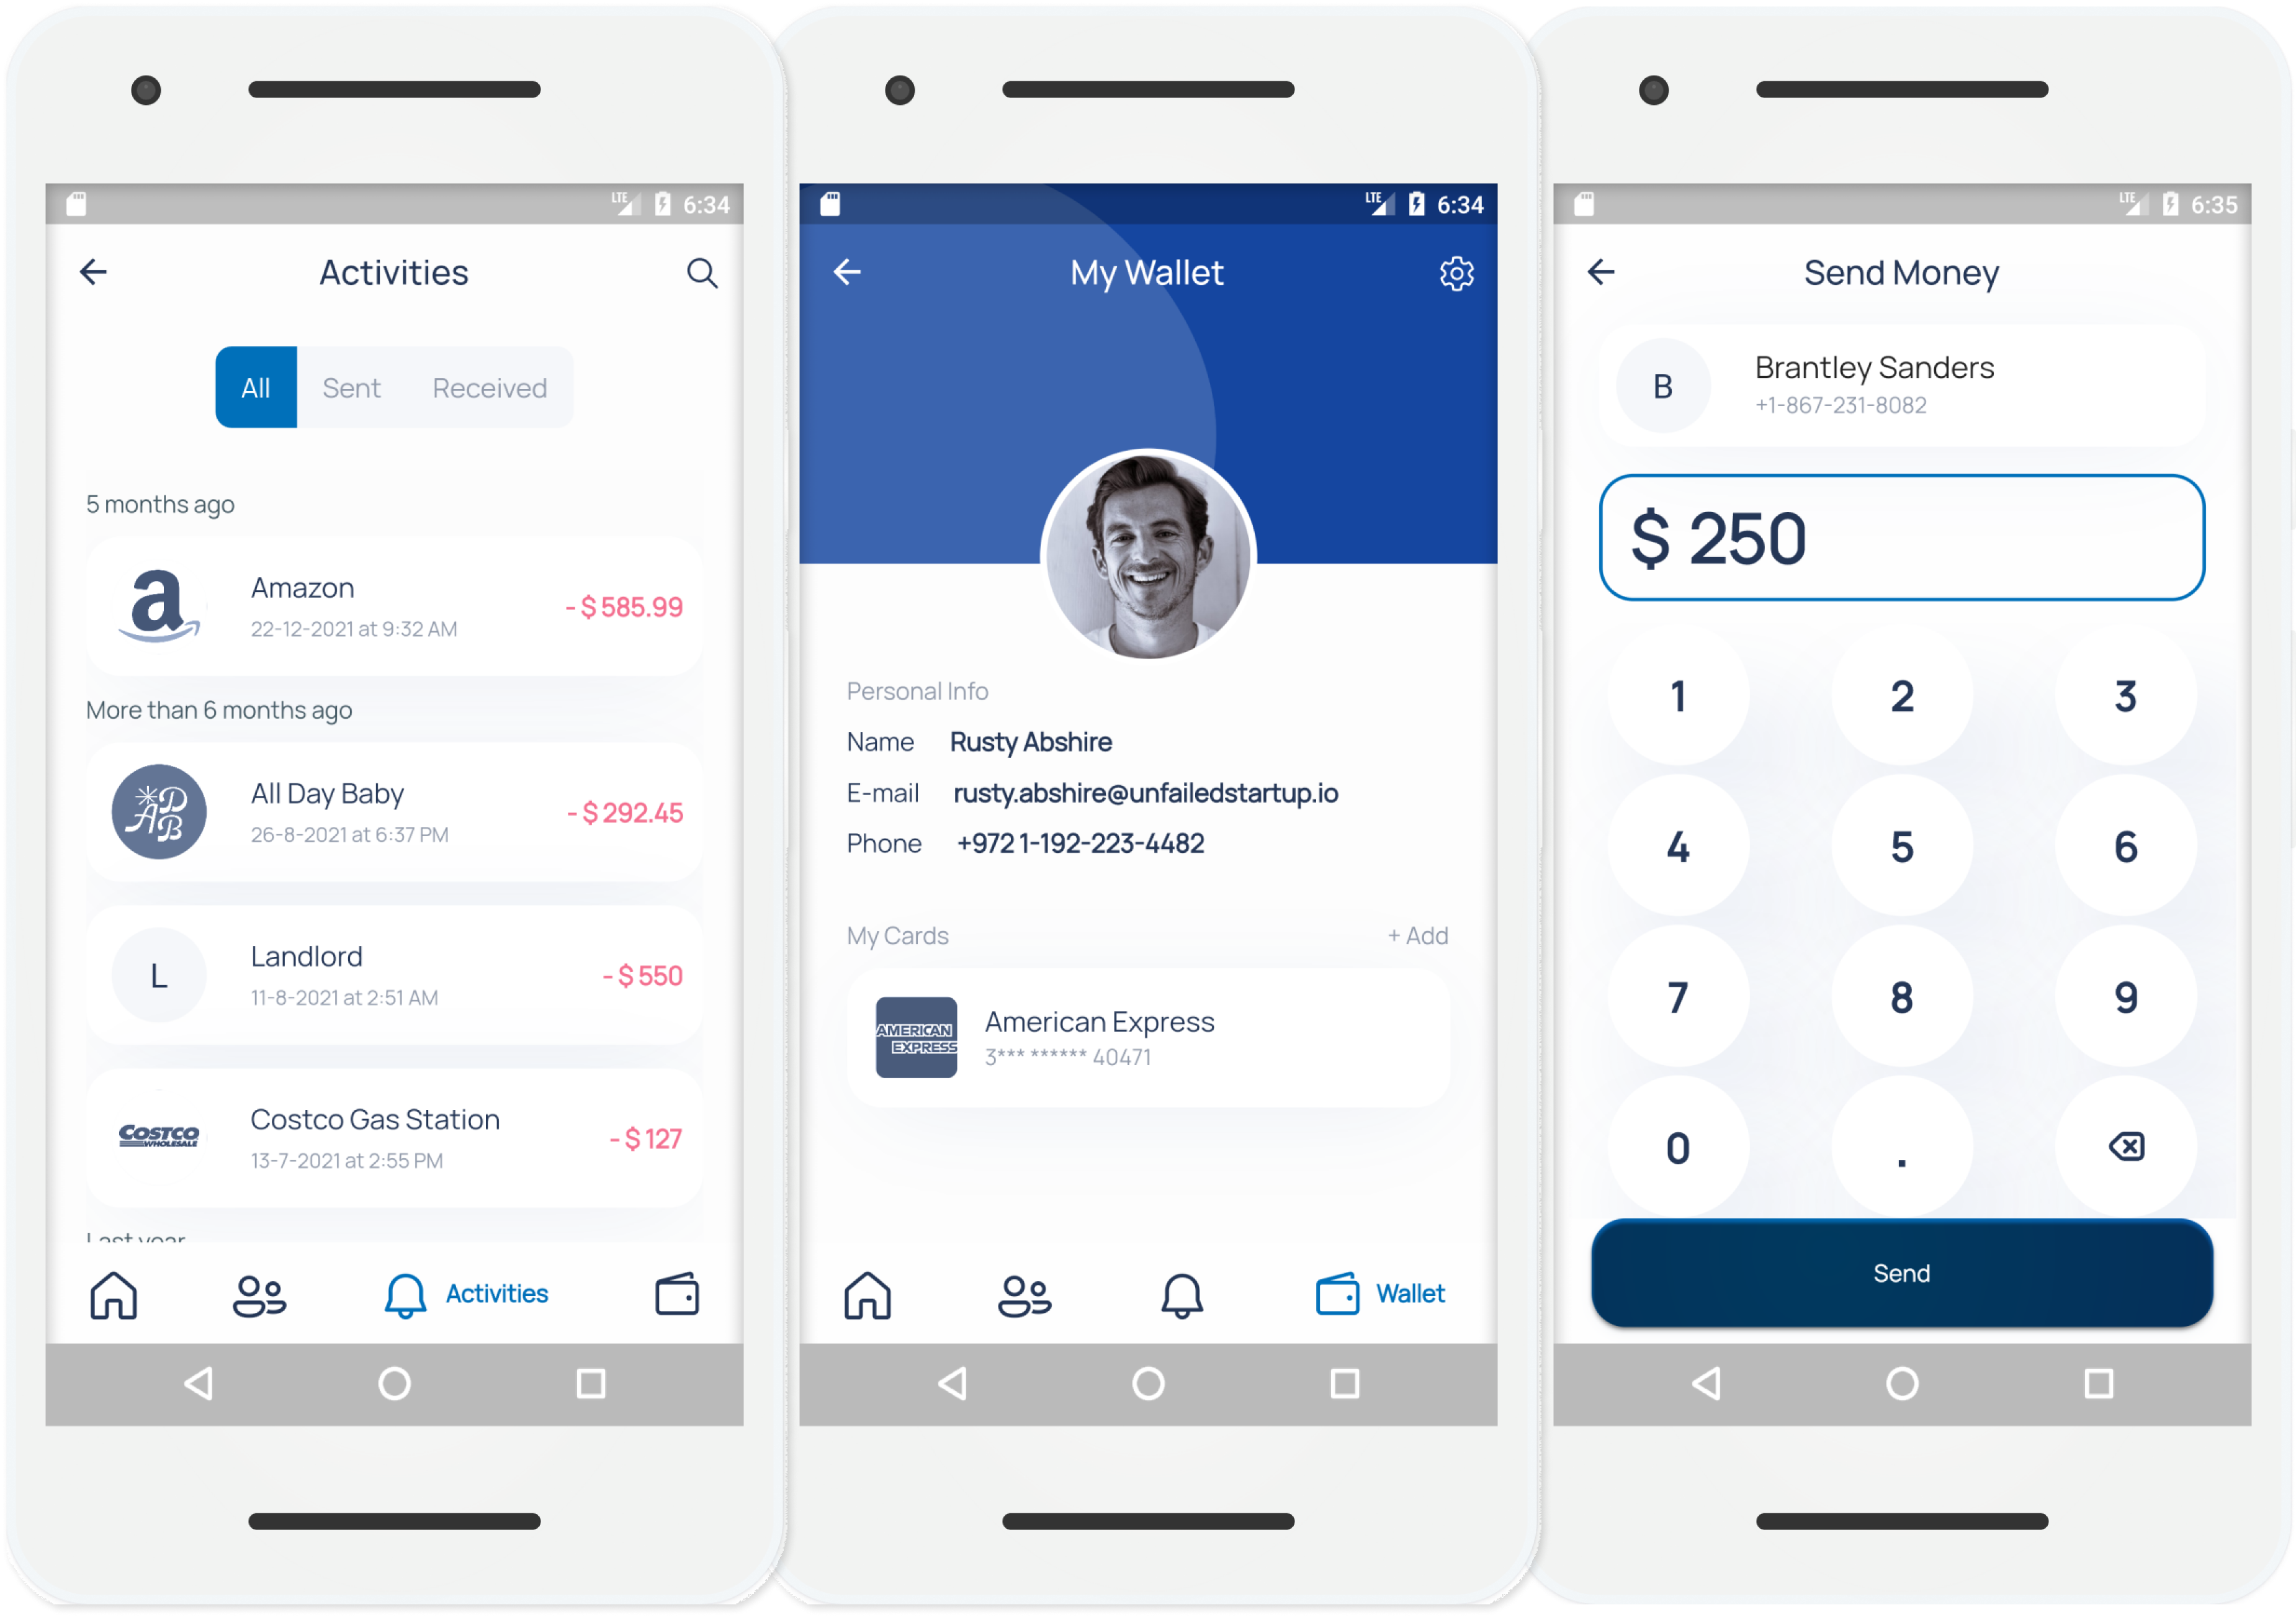 LTE 6:34
Activities
All Sent Received
5 months ago
a
Amazon
22-12-2021 at 9:32 AM
- $ 585.99
More than 6 months ago
ADB
All Day Baby
26-8-2021 at 6:37 PM
- $ 292.45
L
Landlord
11-8-2021 at 2:51 AM
- $ 550
COSTCO
WHOLESALE
Costco Gas Station
13-7-2021 at 2:55 PM
- $ 127
Last year
Activities
LTE 6:34
My Wallet
Personal Info
Name Rusty Abshire
E-mail rusty.abshire@unfailedstartup.io
Phone +972 1-192-223-4482
My Cards + Add
AMERICAN
EXPRESS
American Express
3*** ****** 40471
Wallet
LTE 6:35
Send Money
B
Brantley Sanders
+1-867-231-8082
$ 250
1 2 3
4 5 6
7 8 9
0 .
Send